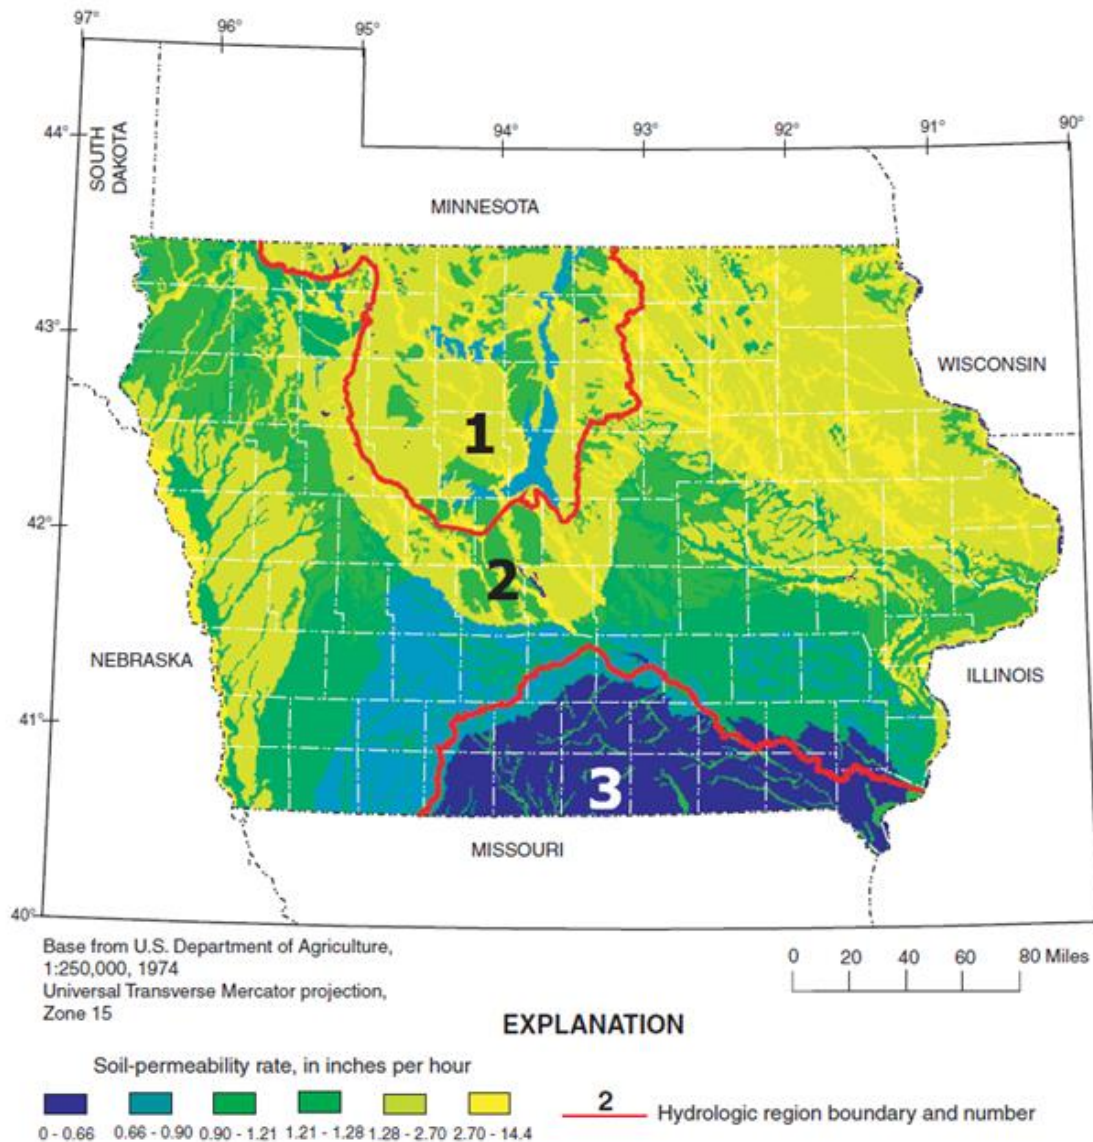 97°
96°
95°
44°
94°
93°
92°
91°
90°
SOUTH
DAKOTA
MINNESOTA
43°
WISCONSIN
1
42°
2
NEBRASKA
ILLINOIS
41°
3
MISSOURI
40°
Base from U.S. Department of Agriculture,
1:250,000, 1974
Universal Transverse Mercator projection,
Zone 15
0 20 40 60 80 Miles
EXPLANATION
Soil-permeability rate, in inches per hour
0 - 0.66 0.66 - 0.90 0.90 - 1.21 1.21 - 1.28 1.28 - 2.70 2.70 - 14.4
2 Hydrologic region boundary and number